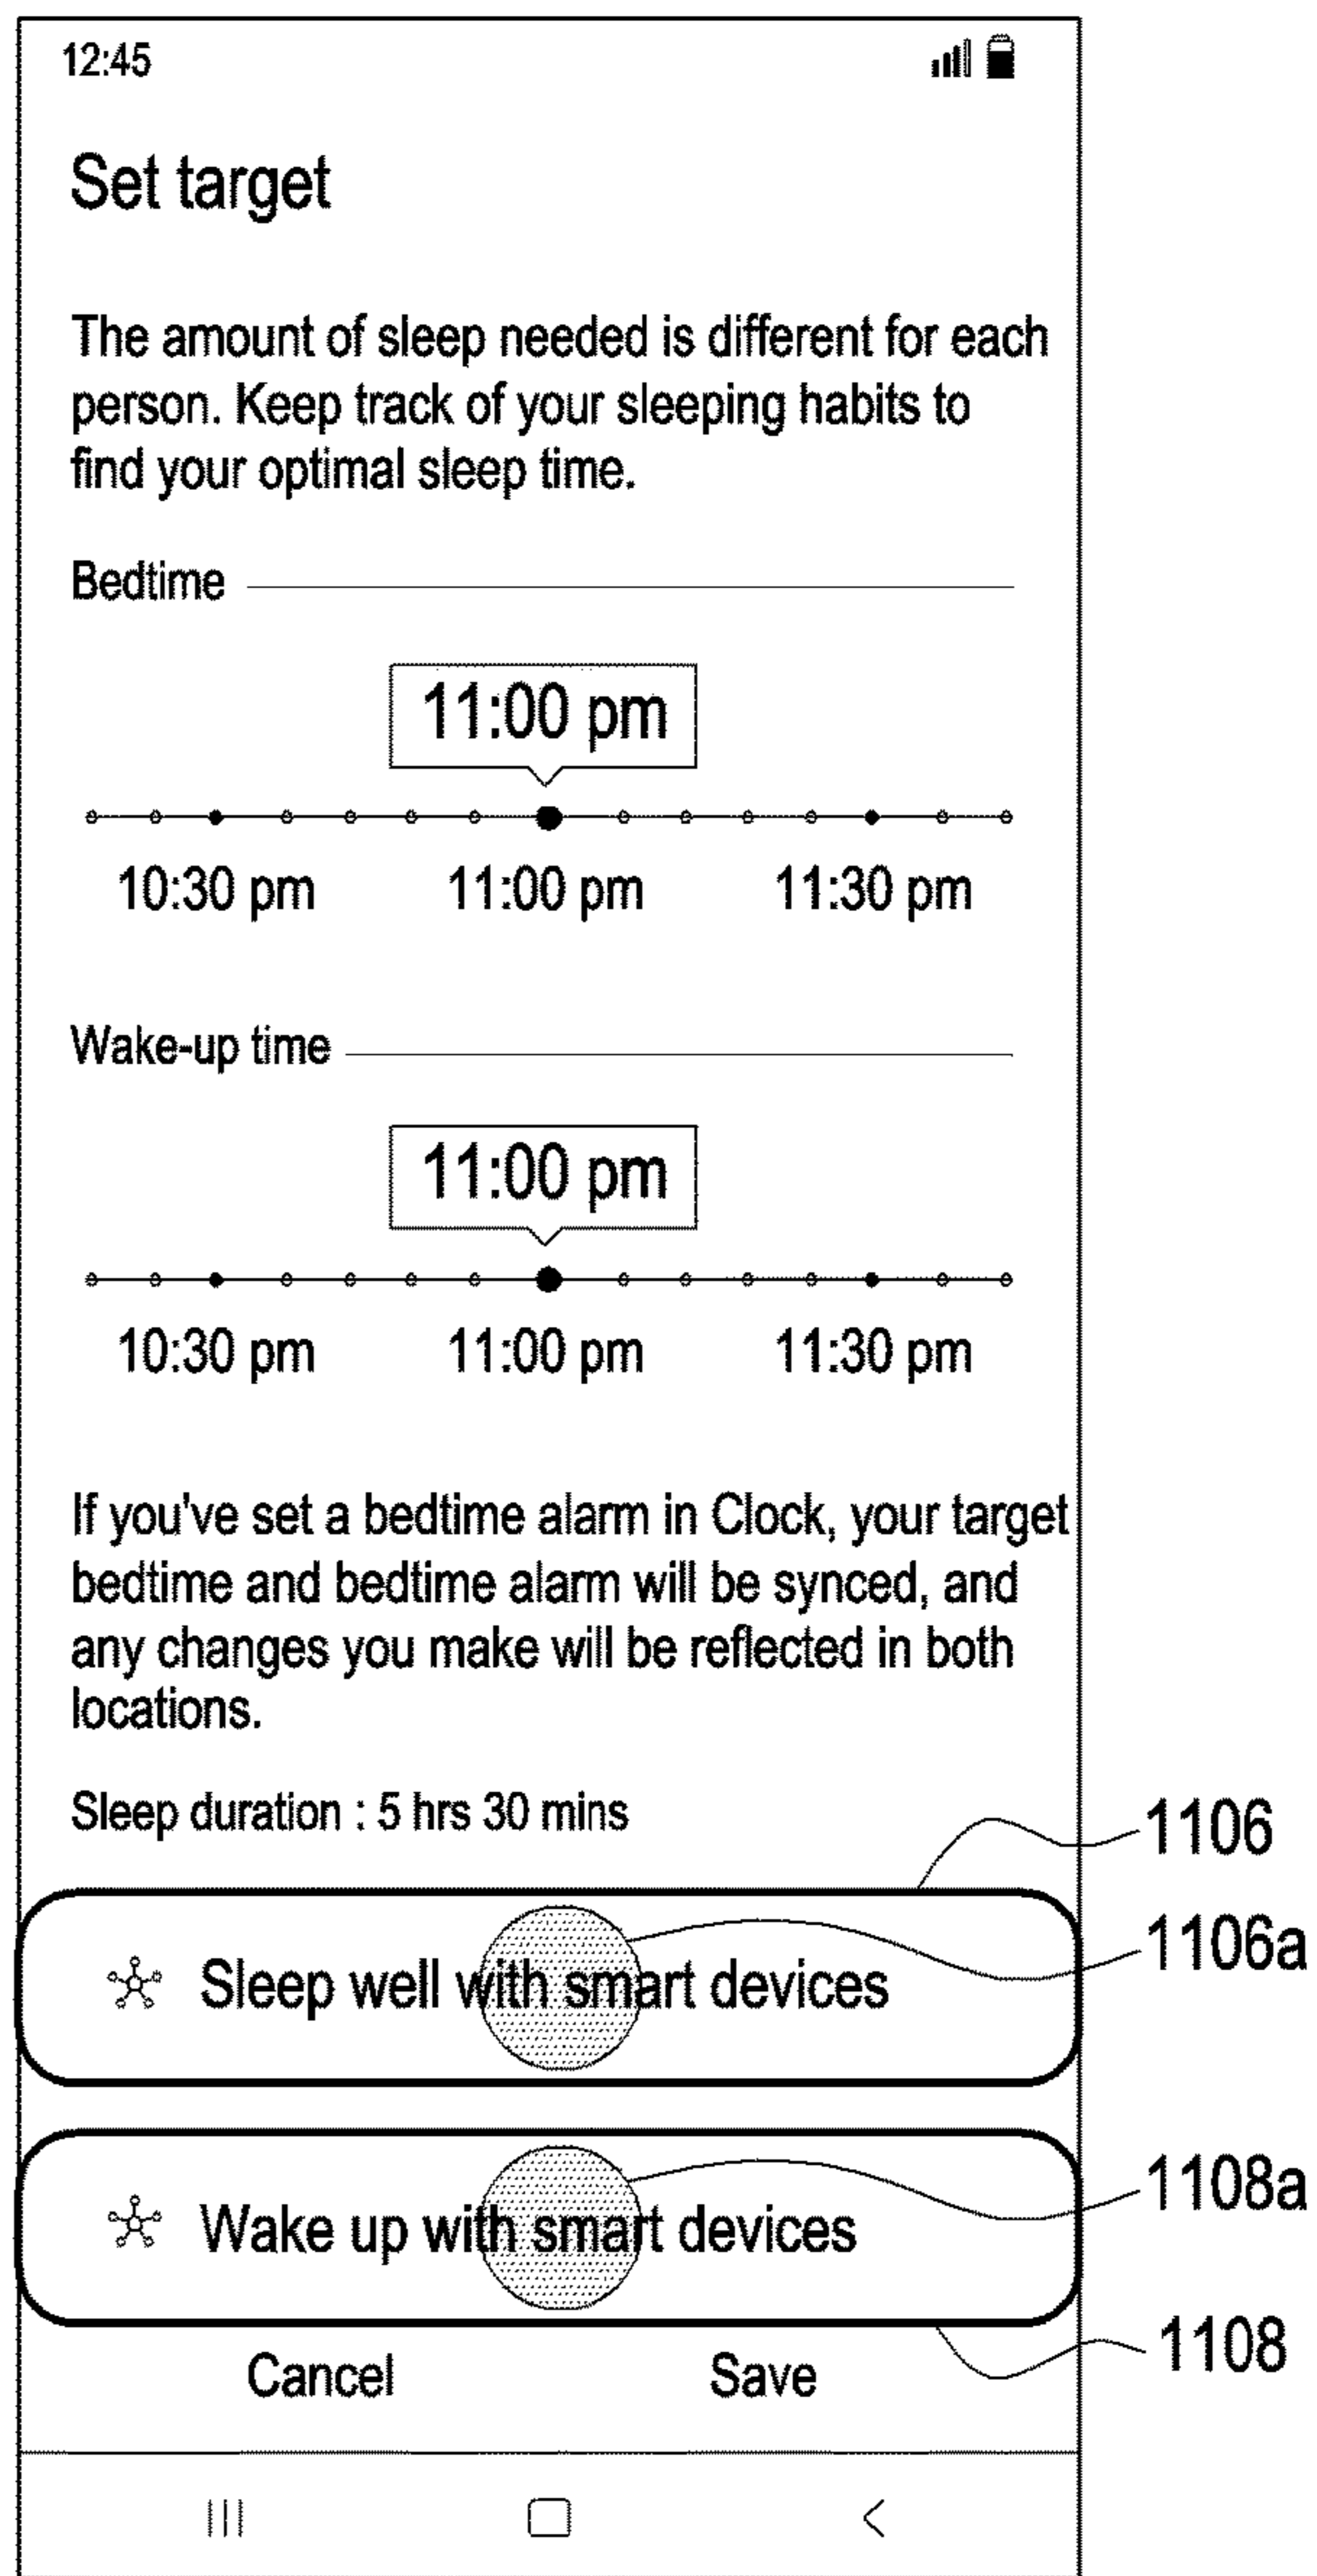 12:45
Set target
The amount of sleep needed is different for each
person. Keep track of your sleeping habits to
find your optimal sleep time.
Bedtime
11:00 pm
10:30 pm 11:00 pm 11:30 pm
Wake-up time
11:00 pm
10:30 pm 11:00 pm 11:30 pm
If you've set a bedtime alarm in Clock, your target
bedtime and bedtime alarm will be synced, and
any changes you make will be reflected in both
locations.
Sleep duration : 5 hrs 30 mins
1106
1106a
Sleep well with smart devices
1108a
Wake up with smart devices
1108
Cancel Save